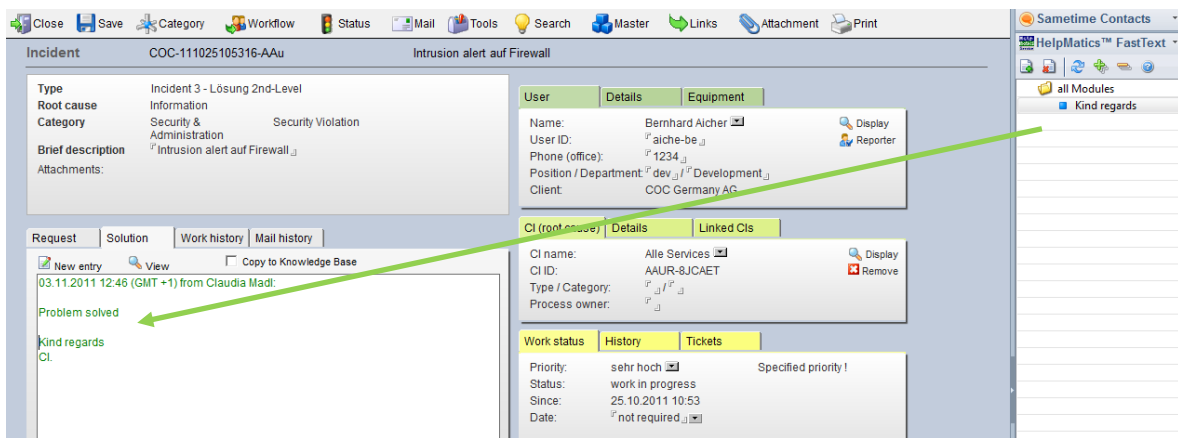 Close Save Category Workflow Status Mail Tools Search Master Links Attachment Print
Incident COC-111025105316-AAu Intrusion alert auf Firewall
Type Incident 3 - Lösung 2nd-Level
Root cause Information
Category Security & Security Violation
Administration
Brief description Intrusion alert auf Firewall
Attachments:
Request Solution Work history Mail history
New entry View Copy to Knowledge Base
03.11.2011 12:46 (GMT +1) from Claudia Madl:
Problem solved
Kind regards
Cl.
User Details Equipment
Name: Bernhard Aicher Display
User ID: aiche-be Reporter
Phone (office): 1234
Position / Department: dev / Development
Client: COC Germany AG
CI (root cause) Details Linked CIs
CI name: Alle Services Display
CI ID: AAUR-8JCAET Remove
Type / Category: /
Process owner:
Work status History Tickets
Priority: sehr hoch Specified priority !
Status: work in progress
Since: 25.10.2011 10:53
Date: not required
Sametime Contacts
HelpMatics™ FastText
all Modules
Kind regards